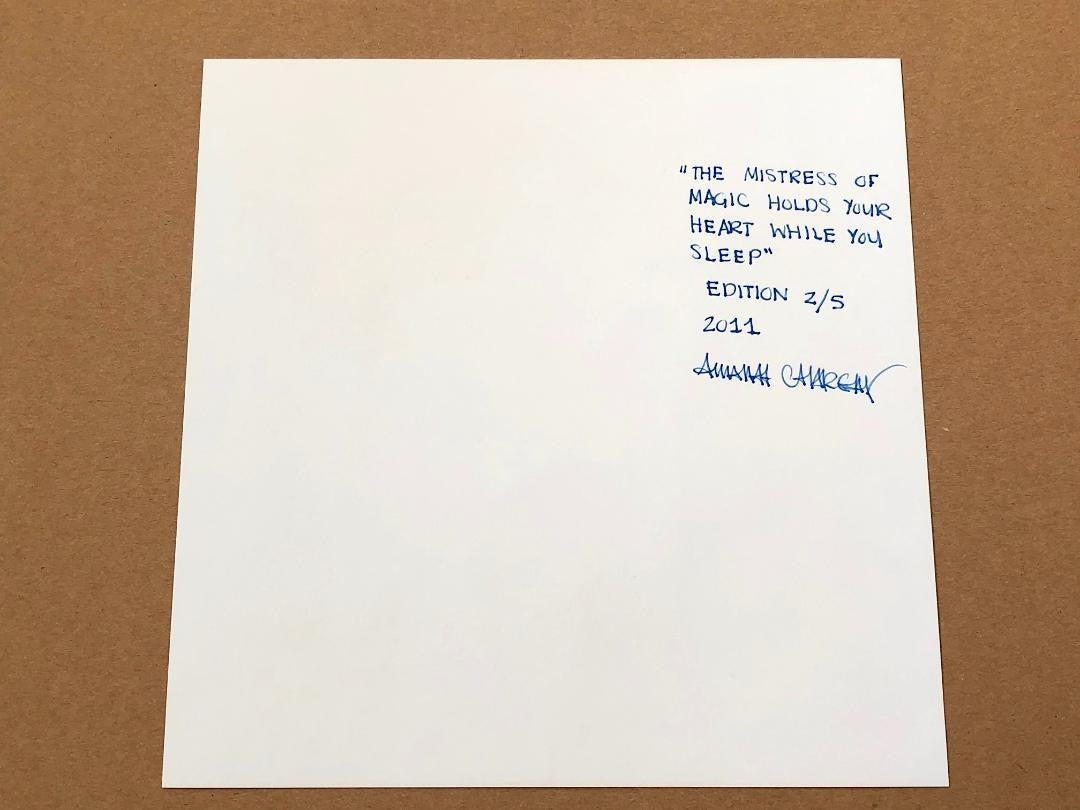 "THE MISTRESS OF
MAGIC HOLDS YOUR
HEART WHILE YOU
SLEEP"
EDITION 2/5
2011